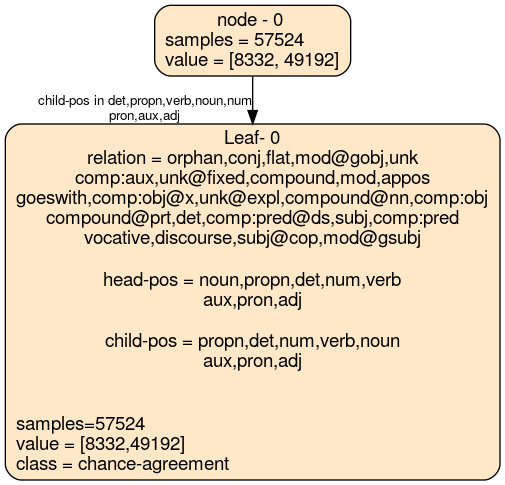 node - 0
samples = 57524
value = [8332, 49192]
child-pos in det,propn,verb,noun,num
pron,aux,adj
Leaf- 0
relation = orphan,conj,flat,mod@gobj,unk
comp:aux,unk@fixed,compound,mod,appos
goeswith,comp:obj@x,unk@expl,compound@nn,comp:obj
compound@prt,det,comp:pred@ds,subj,comp:pred
vocative,discourse,subj@cop,mod@gsubj
head-pos = noun,propn,det,num,verb
aux,pron,adj
child-pos = propn,det,num,verb,noun
aux,pron,adj
samples=57524
value = [8332,49192]
class = chance-agreement